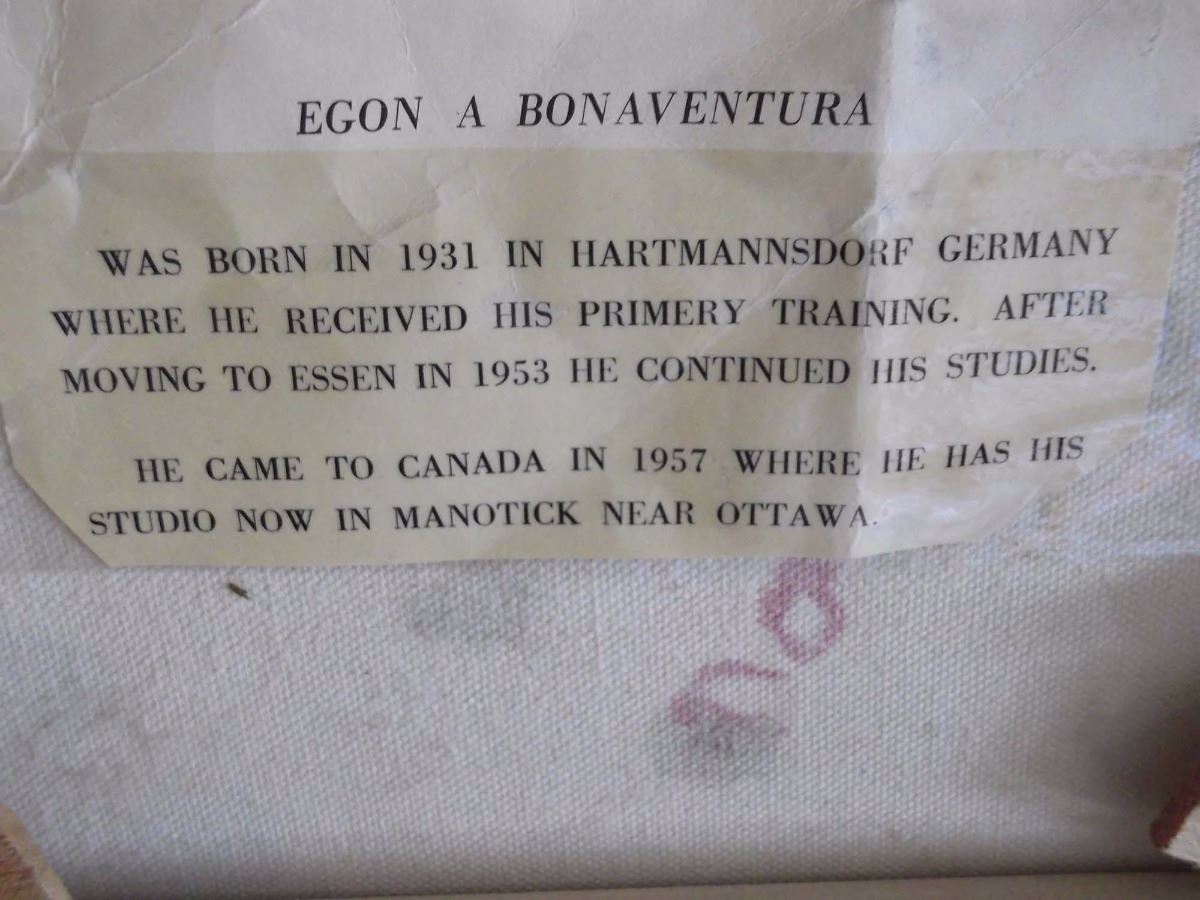 EGON A BONAVENTURA
WAS BORN IN 1931 IN HARTMANNSDORF GERMANY
WHERE HE RECEIVED HIS PRIMERY TRAINING. AFTER
MOVING TO ESSEN IN 1953 HE CONTINUED HIS STUDIES.
HE CAME TO CANADA IN 1957 WHERE HE HAS HIS
STUDIO NOW IN MANOTICK NEAR OTTAWA.